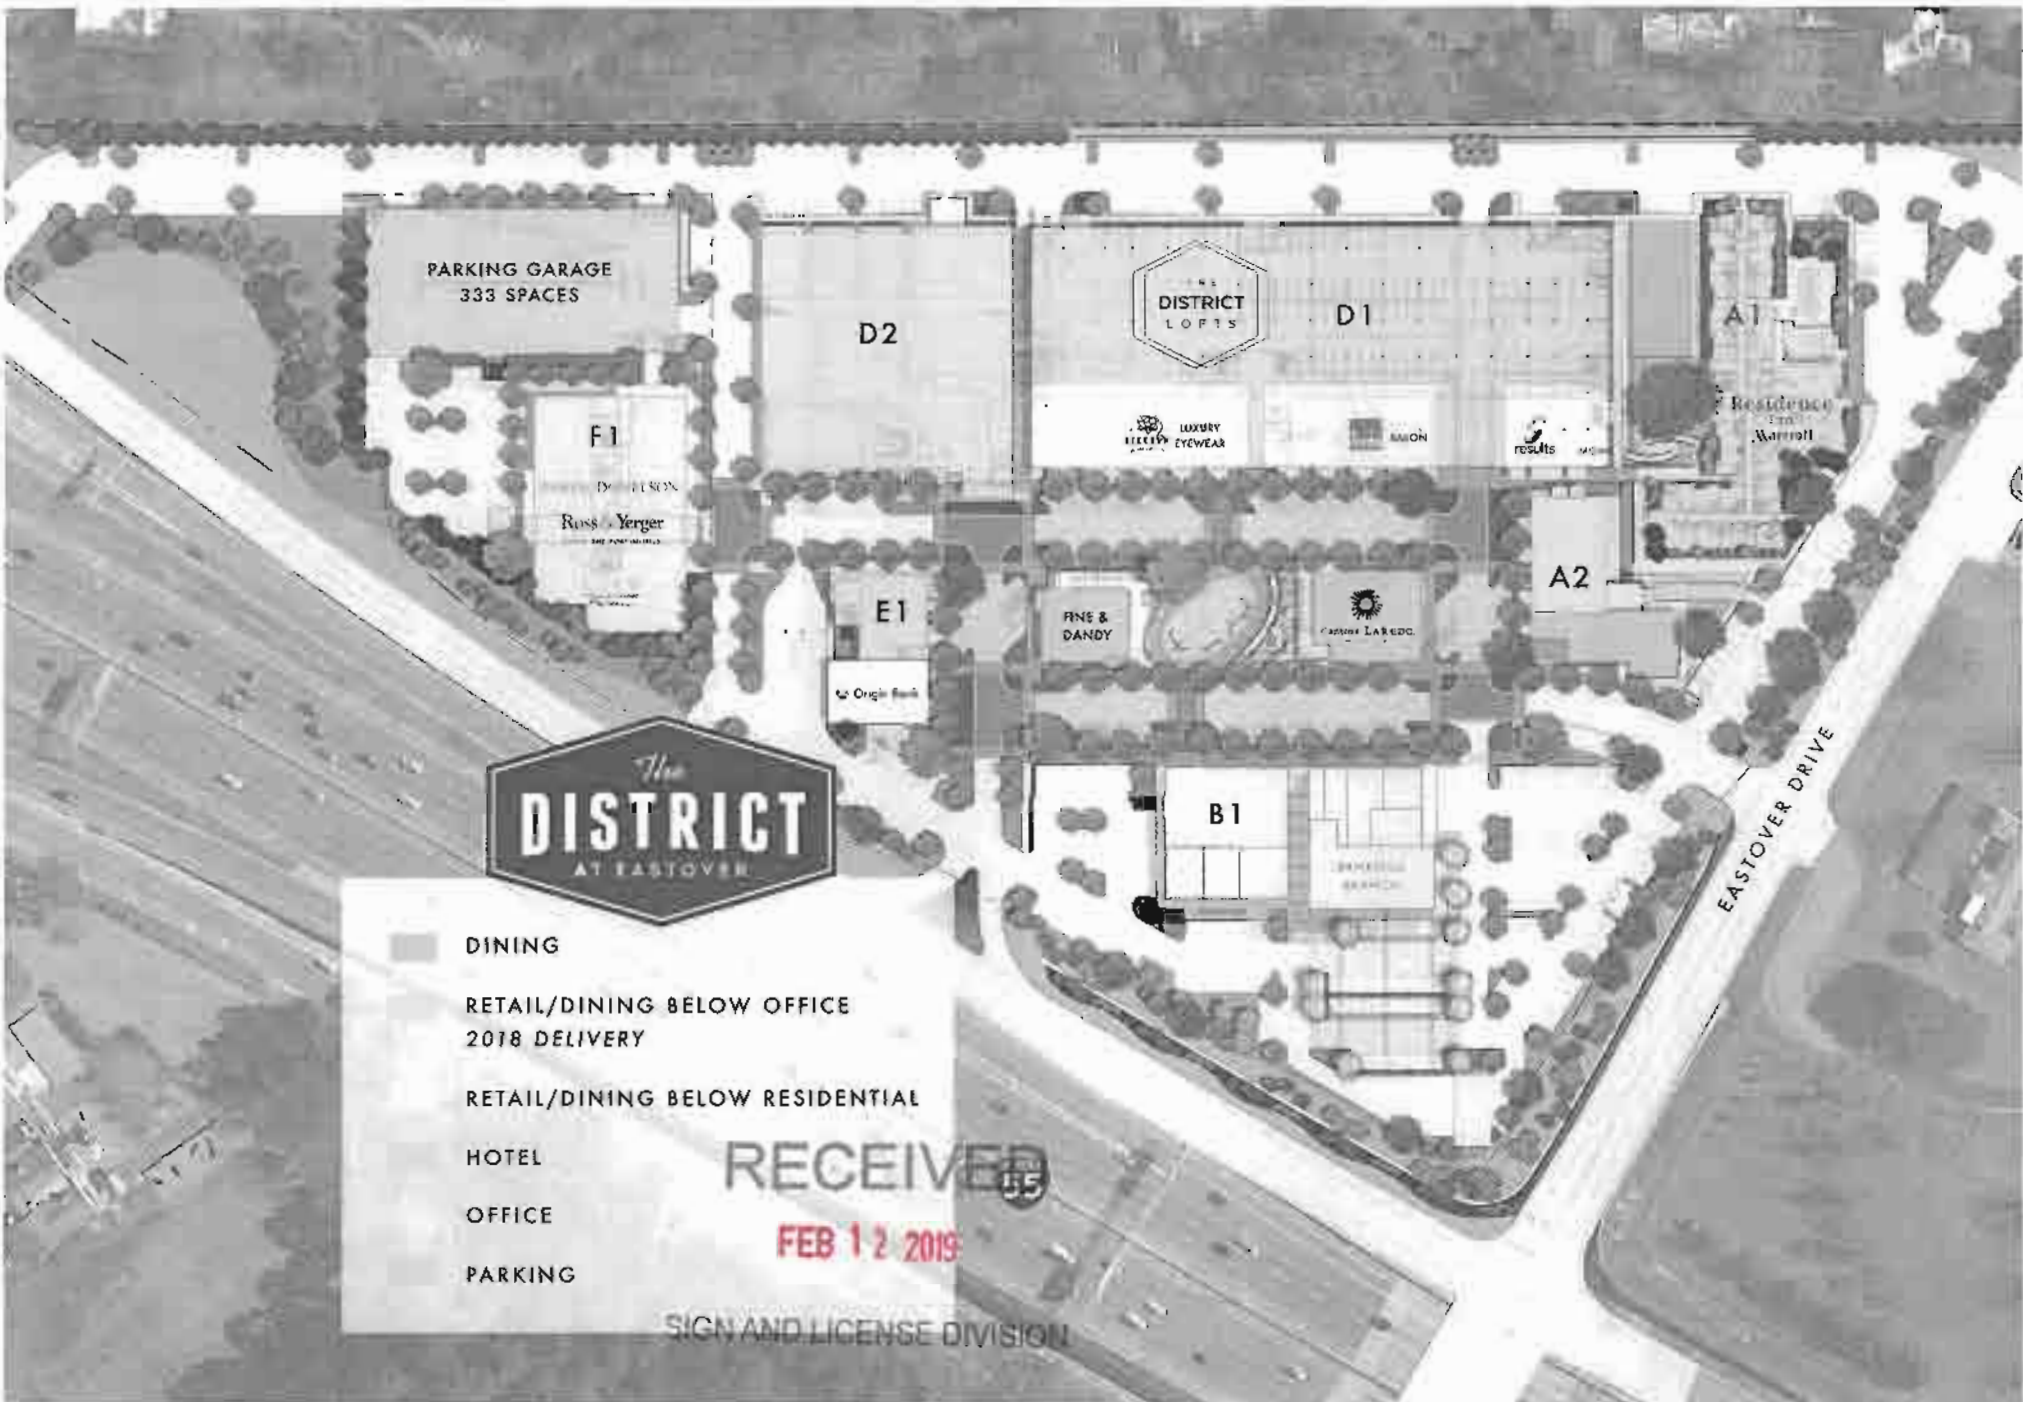 PARKING GARAGE
333 SPACES
D2
DISTRICT
LOFTS
D1
A1
F1
LUXURY
EYEWEAR
SALON
results
Residence
Marriott
Ross & Yerger
E1
FINE &
DANDY
LAREDO
A2
Origin Bank
The
DISTRICT
AT EASTOVER
B1
EASTOVER DRIVE
DINING
RETAIL/DINING BELOW OFFICE
2018 DELIVERY
RETAIL/DINING BELOW RESIDENTIAL
HOTEL
OFFICE
PARKING
RECEIVED
55
FEB 12 2019
SIGN AND LICENSE DIVISION